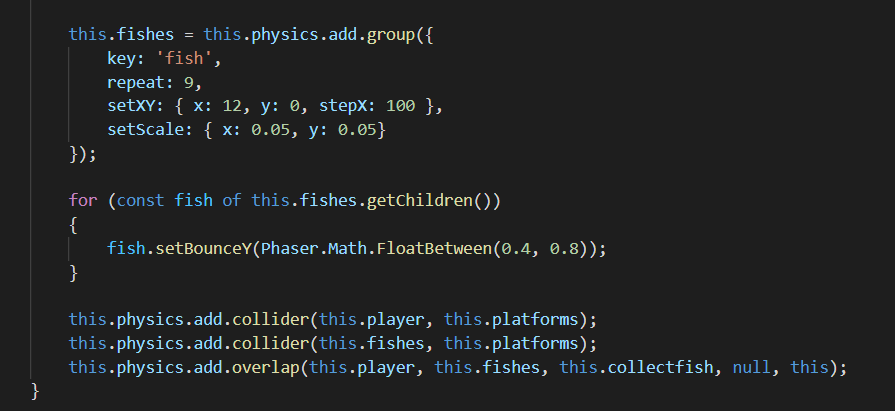 this.fishes = this.physics.add.group({
key: 'fish',
repeat: 9,
setXY: { x: 12, y: 0, stepX: 100 },
setScale: { x: 0.05, y: 0.05}
});
for (const fish of this.fishes.getChildren())
{
fish.setBounceY(Phaser.Math.FloatBetween(0.4, 0.8));
}
this.physics.add.collider(this.player, this.platforms);
this.physics.add.collider(this.fishes, this.platforms);
this.physics.add.overlap(this.player, this.fishes, this.collectfish, null, this);
}